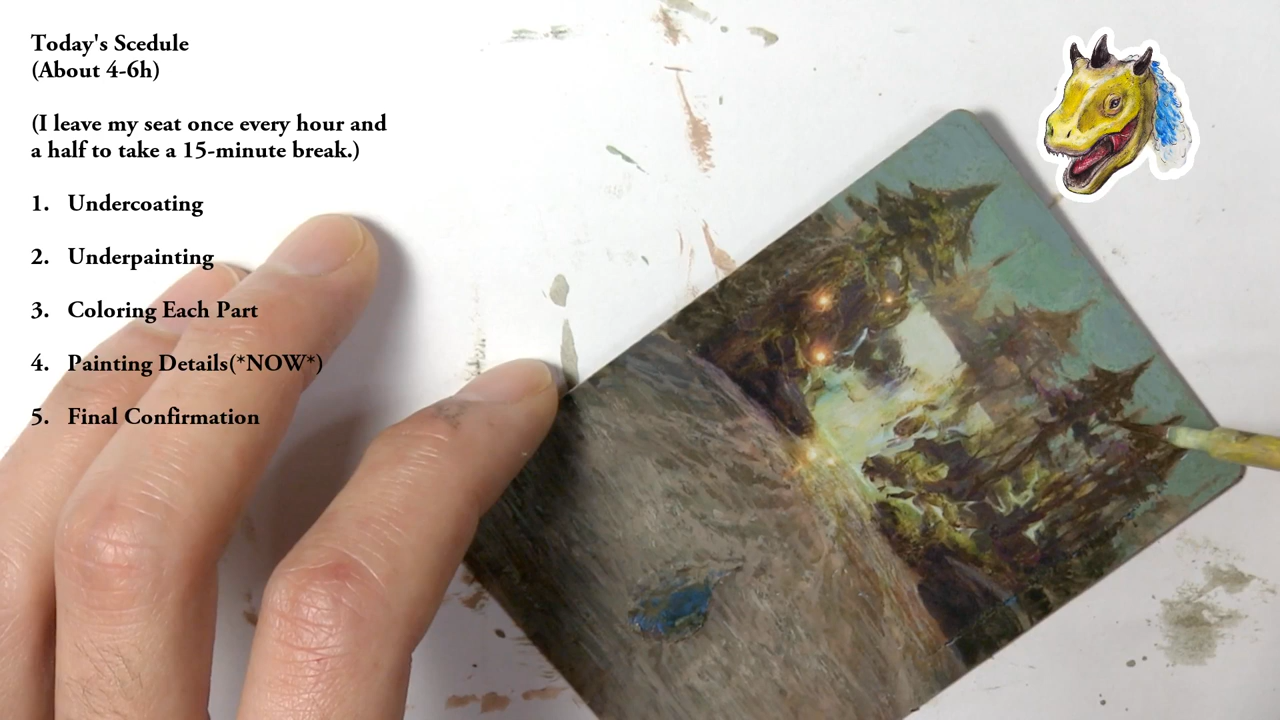 Today's Scedule
(About 4-6h)
(I leave my seat once every hour and
a half to take a 15-minute break.)
1. Undercoating
2. Underpainting
3. Coloring Each Part
4. Painting Details(*NOW*)
5. Final Confirmation